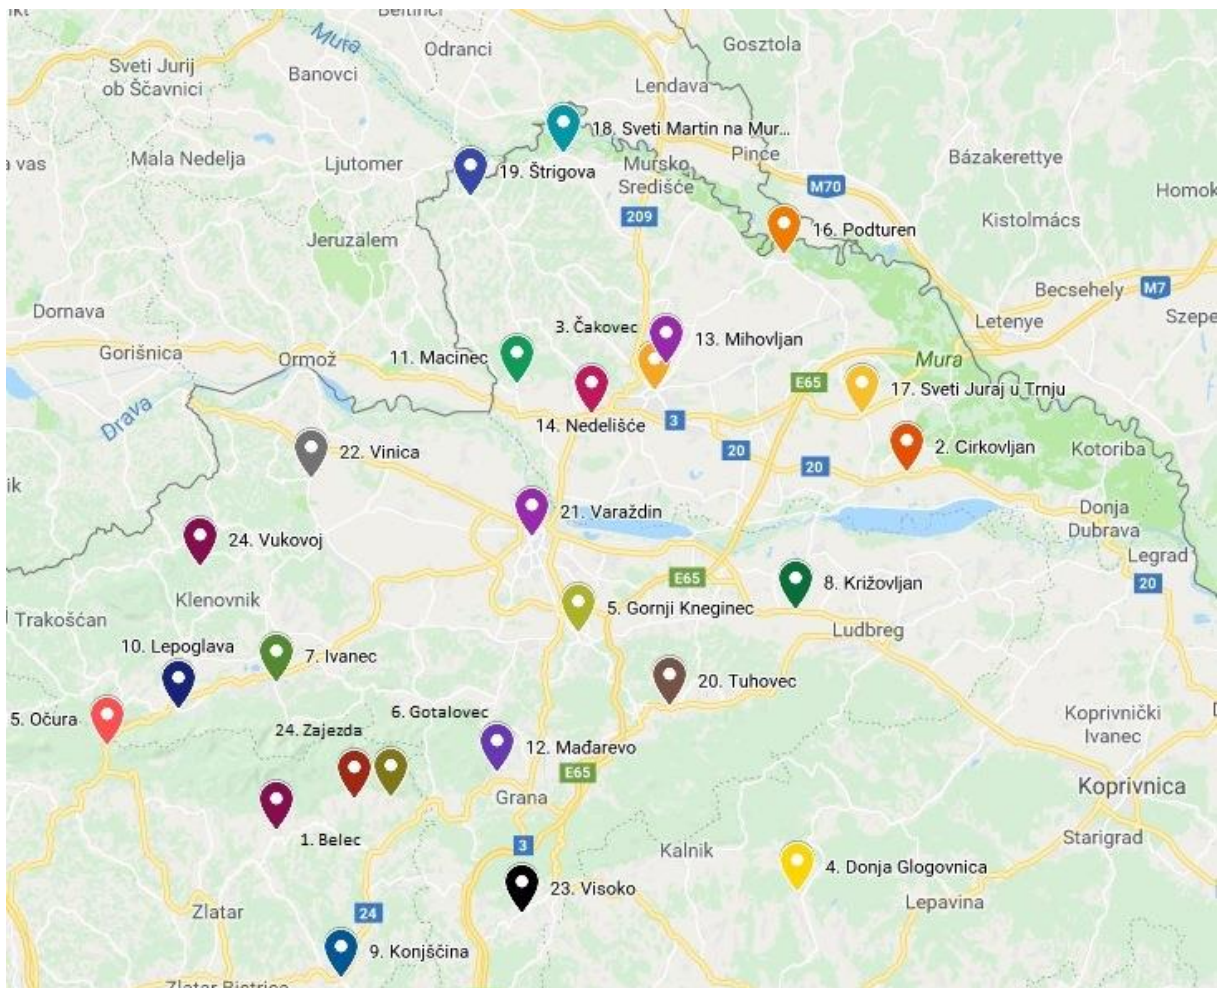 Beltinci
Mura
Odranci
Gosztola
Sveti Jurij
ob Ščavnici
Banovci
Lendava
18. Sveti Martin na Mur...
Pince
a vas
Mala Nedelja
Ljutomer
19. Štrigova
Mursko
Središče
Bázakerettye
M70
Homok
209
Kistolmács
16. Podturen
Jeruzalem
Becsehely
M7
Dornava
Letenye
Szepe
3. Čakovec
13. Mihovljan
Gorišnica
Ormož
11. Macinec
Mura
E65
17. Sveti Juraj u Trnju
Drava
14. Nedelišće
3
20
20
2. Cirkovljan
Kotoriba
22. Vinica
ik
21. Varaždin
Donja
Dubrava
24. Vukovoj
Legrad
E65
8. Križovljan
20
Klenovnik
5. Gornji Kneginec
Trakošćan
Ludbreg
10. Lepoglava
7. Ivanec
20. Tuhovec
5. Očura
6. Gotalovec
24. Zajezda
Koprivnički
Ivanec
12. Mađarevo
E65
Grana
Koprivnica
1. Belec
3
Kalnik
Starigrad
4. Donja Glogovnica
23. Visoko
Lepavina
Zlatar
24
9. Konjščina
Zlatar Bistrica